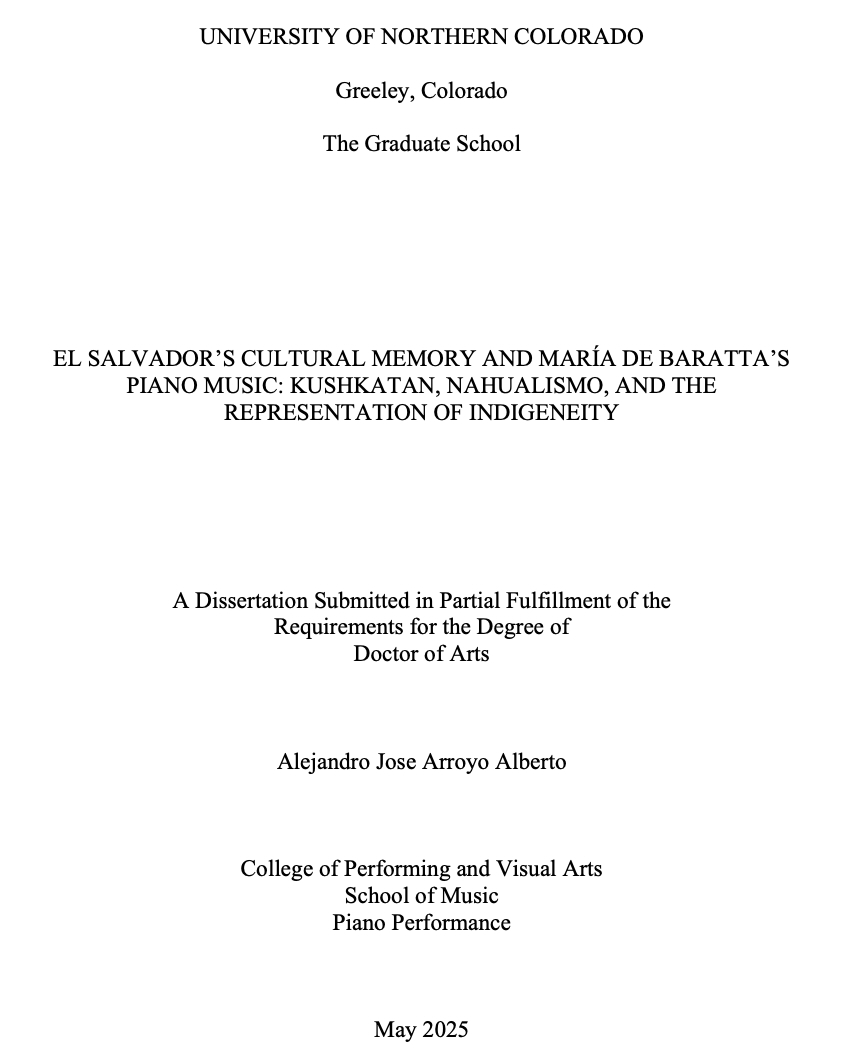 UNIVERSITY OF NORTHERN COLORADO
Greeley, Colorado
The Graduate School
EL SALVADOR’S CULTURAL MEMORY AND MARÍA DE BARATTA’S
PIANO MUSIC: KUSHKATAN, NAHUALISMO, AND THE
REPRESENTATION OF INDIGENEITY
A Dissertation Submitted in Partial Fulfillment of the
Requirements for the Degree of
Doctor of Arts
Alejandro Jose Arroyo Alberto
College of Performing and Visual Arts
School of Music
Piano Performance
May 2025